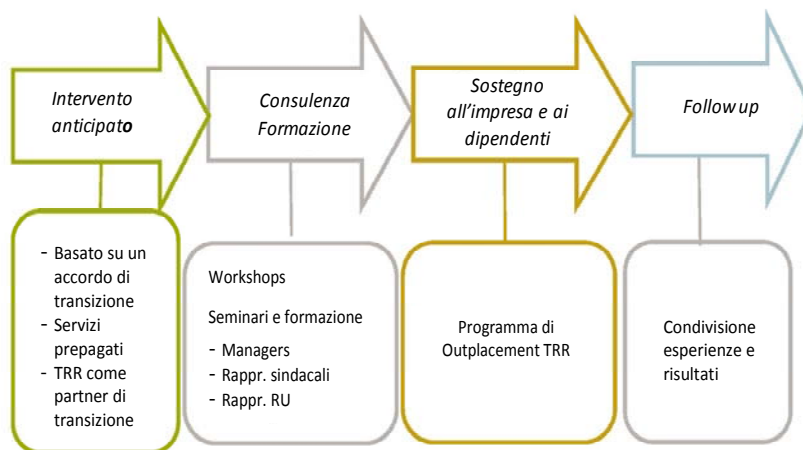 Intervento
anticipato
Consulenza
Formazione
Sostegno
all'impresa e ai
dipendenti
Follow up
- Basato su un
accordo di
transizione
- Servizi
prepagati
- TRR come
partner di
transizione
Workshops
Seminari e formazione
- Managers
- Rappr. sindacali
- Rappr. RU
Programma di
Outplacement TRR
Condivisione
esperienze e
risultati